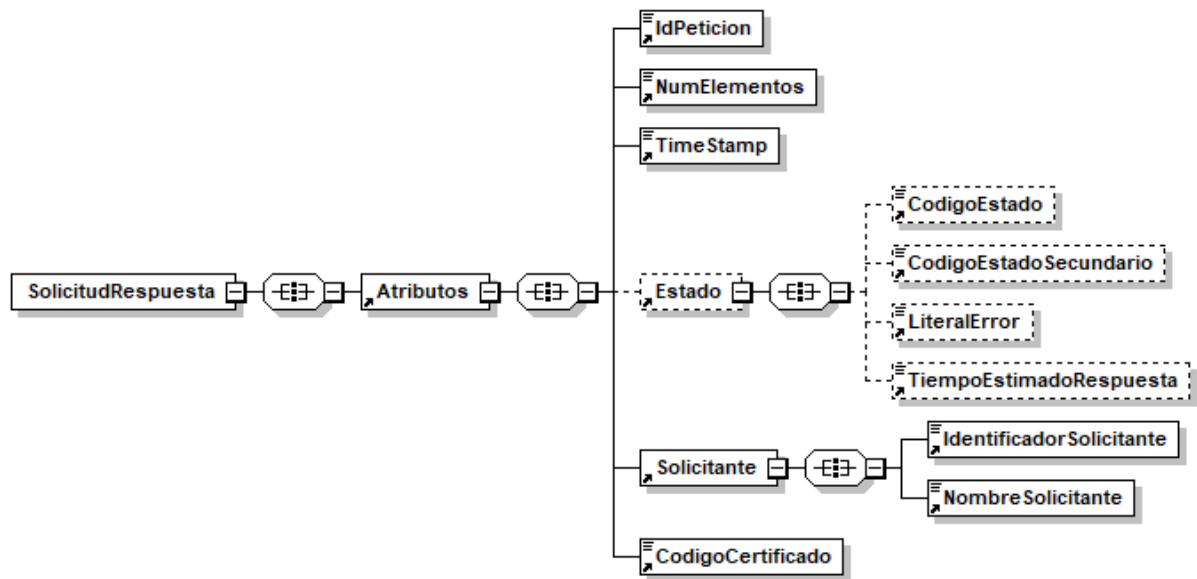 IdPeticion
NumElementos
TimeStamp
CodigoEstado
CodigoEstadoSecundario
SolicitudRespuesta
Atributos
Estado
LiteralError
TiempoEstimadoRespuesta
IdentificadorSolicitante
Solicitante
NombreSolicitante
CodigoCertificado